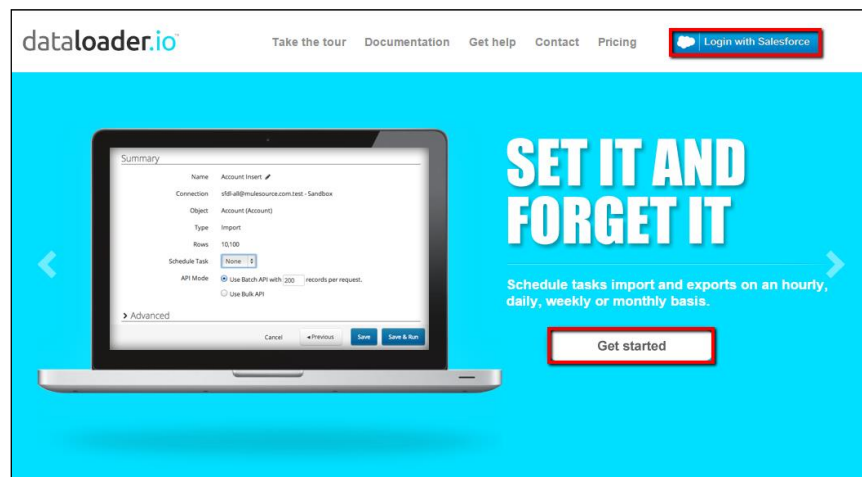 dataloader.io™
Take the tour Documentation Get help Contact Pricing Login with Salesforce
Summary
Name Account Insert
Connection sfdl-all@mulesource.com.test - Sandbox
Object Account (Account)
Type Import
Rows 10,100
Schedule Task None
API Mode Use Batch API with 200 records per request.
Use Bulk API
Advanced
Cancel Previous Save Save & Run
SET IT AND
FORGET IT
Schedule tasks import and exports on an hourly,
daily, weekly or monthly basis.
Get started